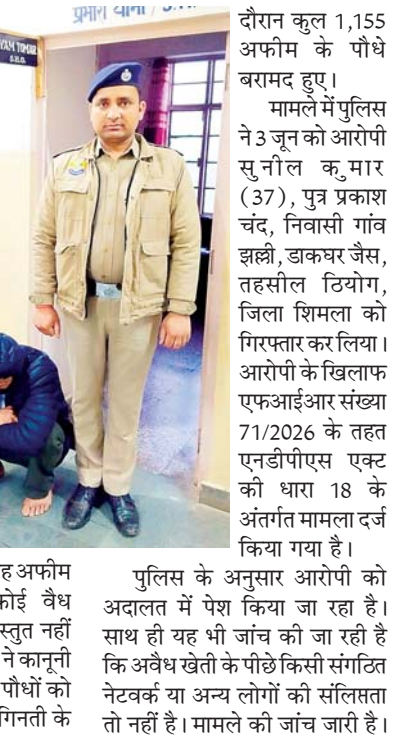 प्रभारी थाना /
YAM TOMAR
S.H.O.
दौरान कुल 1,155
अफीम के पौधे
बरामद हुए।
मामले में पुलिस
ने 3 जून को आरोपी
सुनील कुमार
(37), पुत्र प्रकाश
चंद, निवासी गांव
झल्ली, डाकघर जैस,
तहसील ठियोग,
जिला शिमला को
गिरफ्तार कर लिया।
आरोपी के खिलाफ
एफआईआर संख्या
71/2026 के तहत
एनडीपीएस एक्ट
की धारा 18 के
अंतर्गत मामला दर्ज
किया गया है।
ह अफीम
कोई वैध
स्तुत नहीं
ने कानूनी
पौधों को
गिनती के
पुलिस के अनुसार आरोपी को
अदालत में पेश किया जा रहा है।
साथ ही यह भी जांच की जा रही है
कि अवैध खेती के पीछे किसी संगठित
नेटवर्क या अन्य लोगों की संलिप्तता
तो नहीं है। मामले की जांच जारी है।